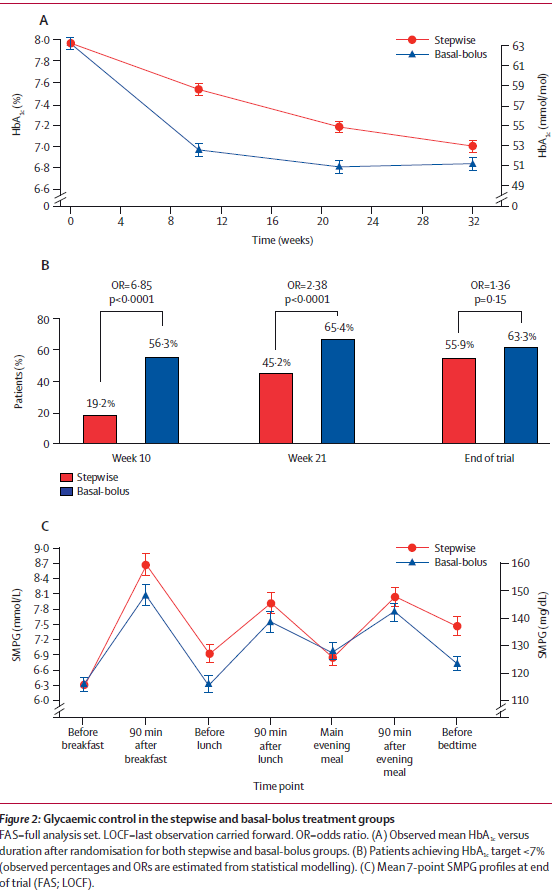 A
Stepwise
Basal-bolus
HbA1c (%)
8·0
7·8
7·6
7·4
7·2
7·0
6·8
6·6
0
HbA1c (mmol/mol)
63
61
59
57
55
53
51
49
0
0 4 8 12 16 20 24 28 32
Time (weeks)
B
OR=6·85
p<0·0001
OR=2·38
p<0·0001
OR=1·36
p=0·15
Patients (%)
80
60
40
20
0
19·2%
56·3%
45·2%
65·4%
55·9%
63·3%
Week 10 Week 21 End of trial
Stepwise
Basal-bolus
C
Stepwise
Basal-bolus
SMPG (mmol/L)
9·0
8·7
8·4
8·1
7·8
7·5
7·2
6·9
6·6
6·3
6·0
SMPG (mg/dL)
160
150
140
130
120
110
Before
breakfast
90 min
after
breakfast
Before
lunch
90 min
after
lunch
Main
evening
meal
90 min
after
evening
meal
Before
bedtime
Time point
Figure 2: Glycaemic control in the stepwise and basal-bolus treatment groups
FAS=full analysis set. LOCF=last observation carried forward. OR=odds ratio. (A) Observed mean HbA1c versus
duration after randomisation for both stepwise and basal-bolus groups. (B) Patients achieving HbA1c target <7%
(observed percentages and ORs are estimated from statistical modelling). (C) Mean 7-point SMPG profiles at end
of trial (FAS; LOCF).